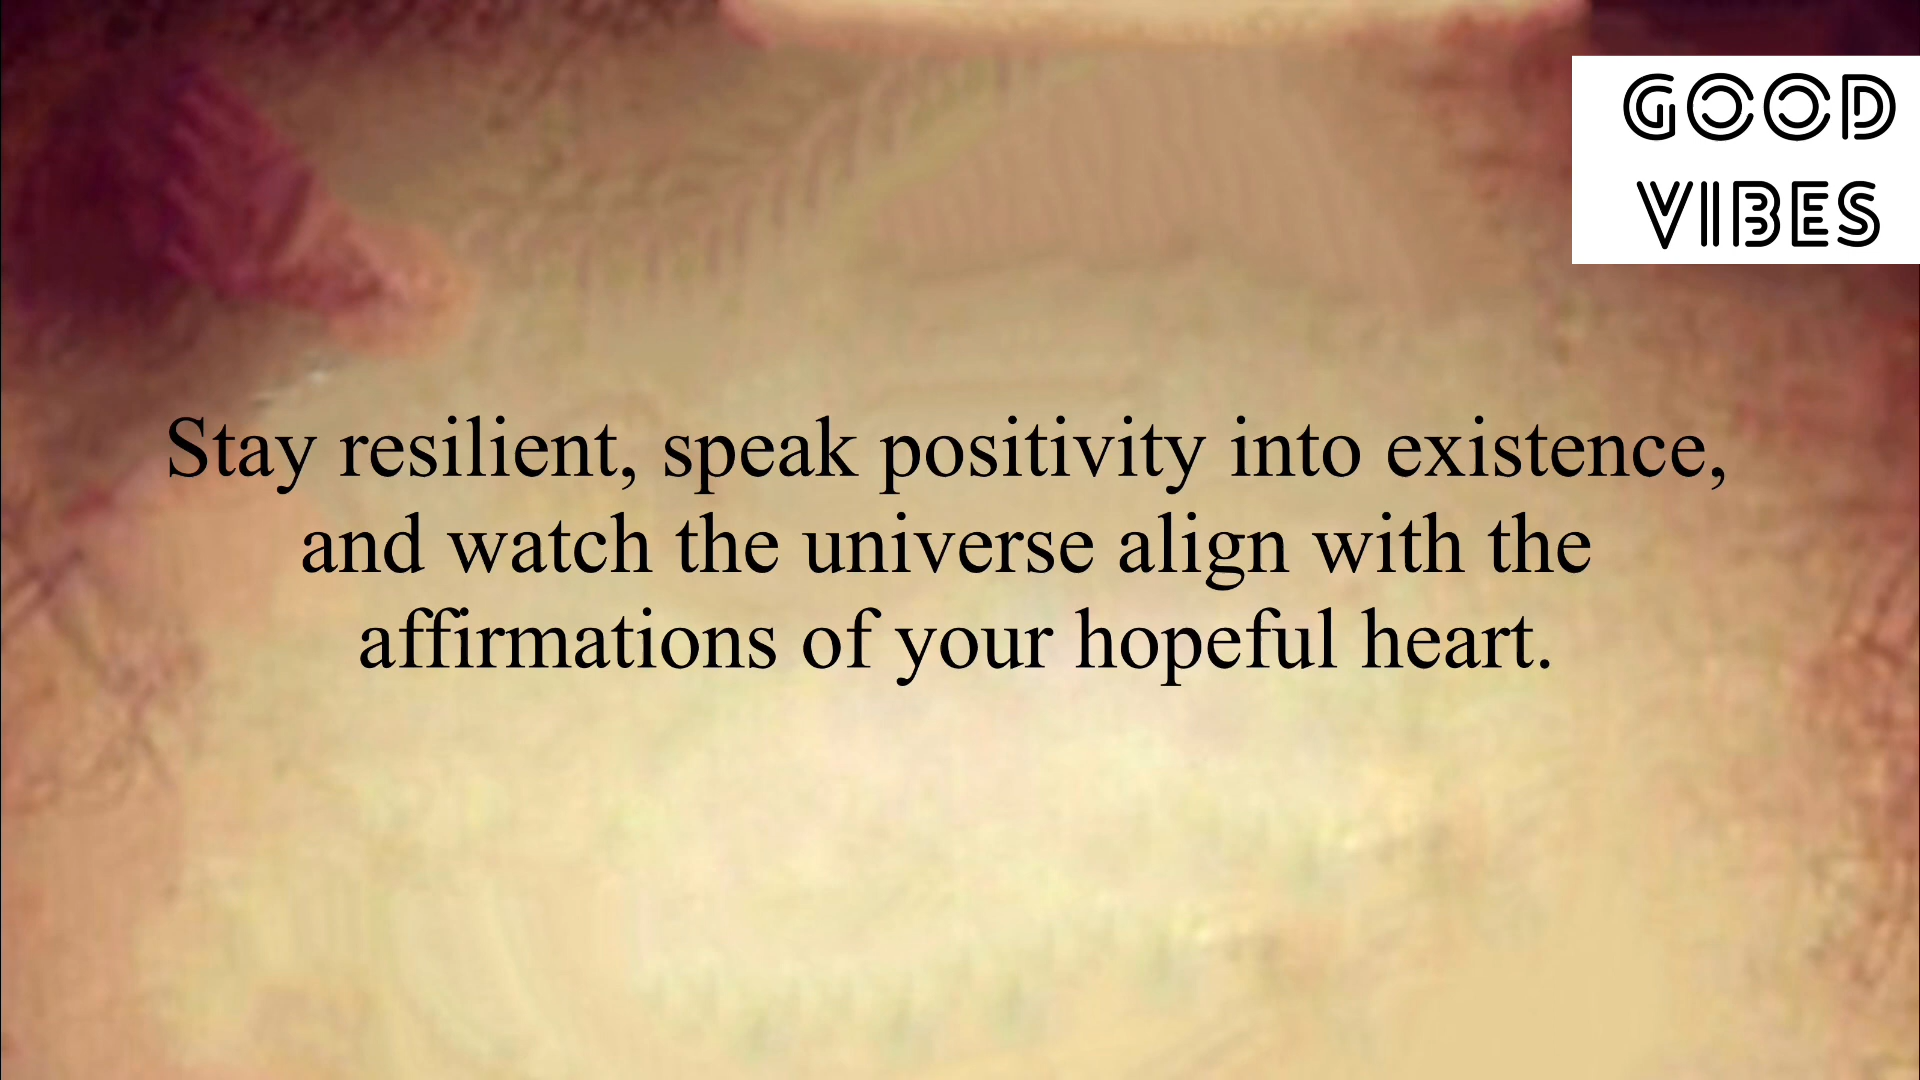 GOOD
VIBES
Stay resilient, speak positivity into existence,
and watch the universe align with the
affirmations of your hopeful heart.